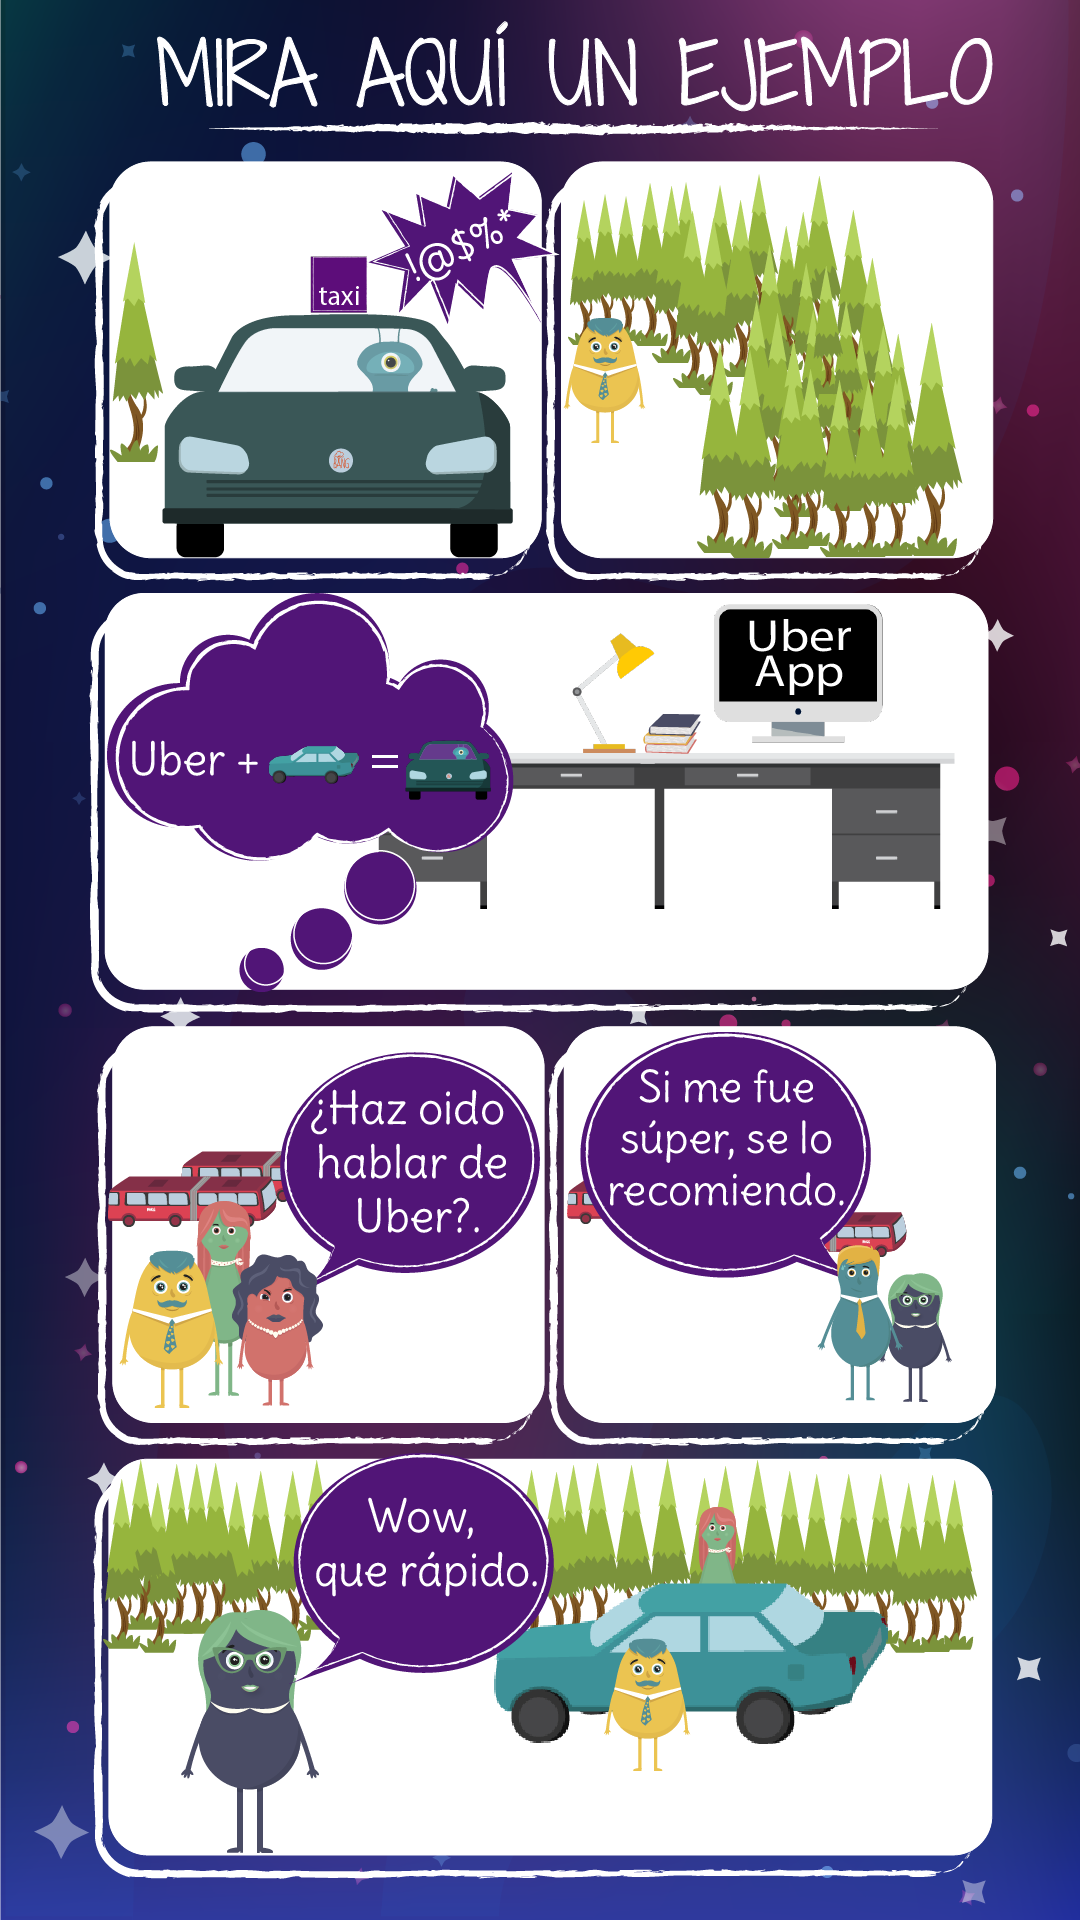 MIRA AQUÍ UN EJEMPLO
!@$%*
taxi
Uber
App
Uber + =
¿Haz oido
hablar de
Uber?.
Si me fue
súper, se lo
recomiendo.
Wow,
que rápido.